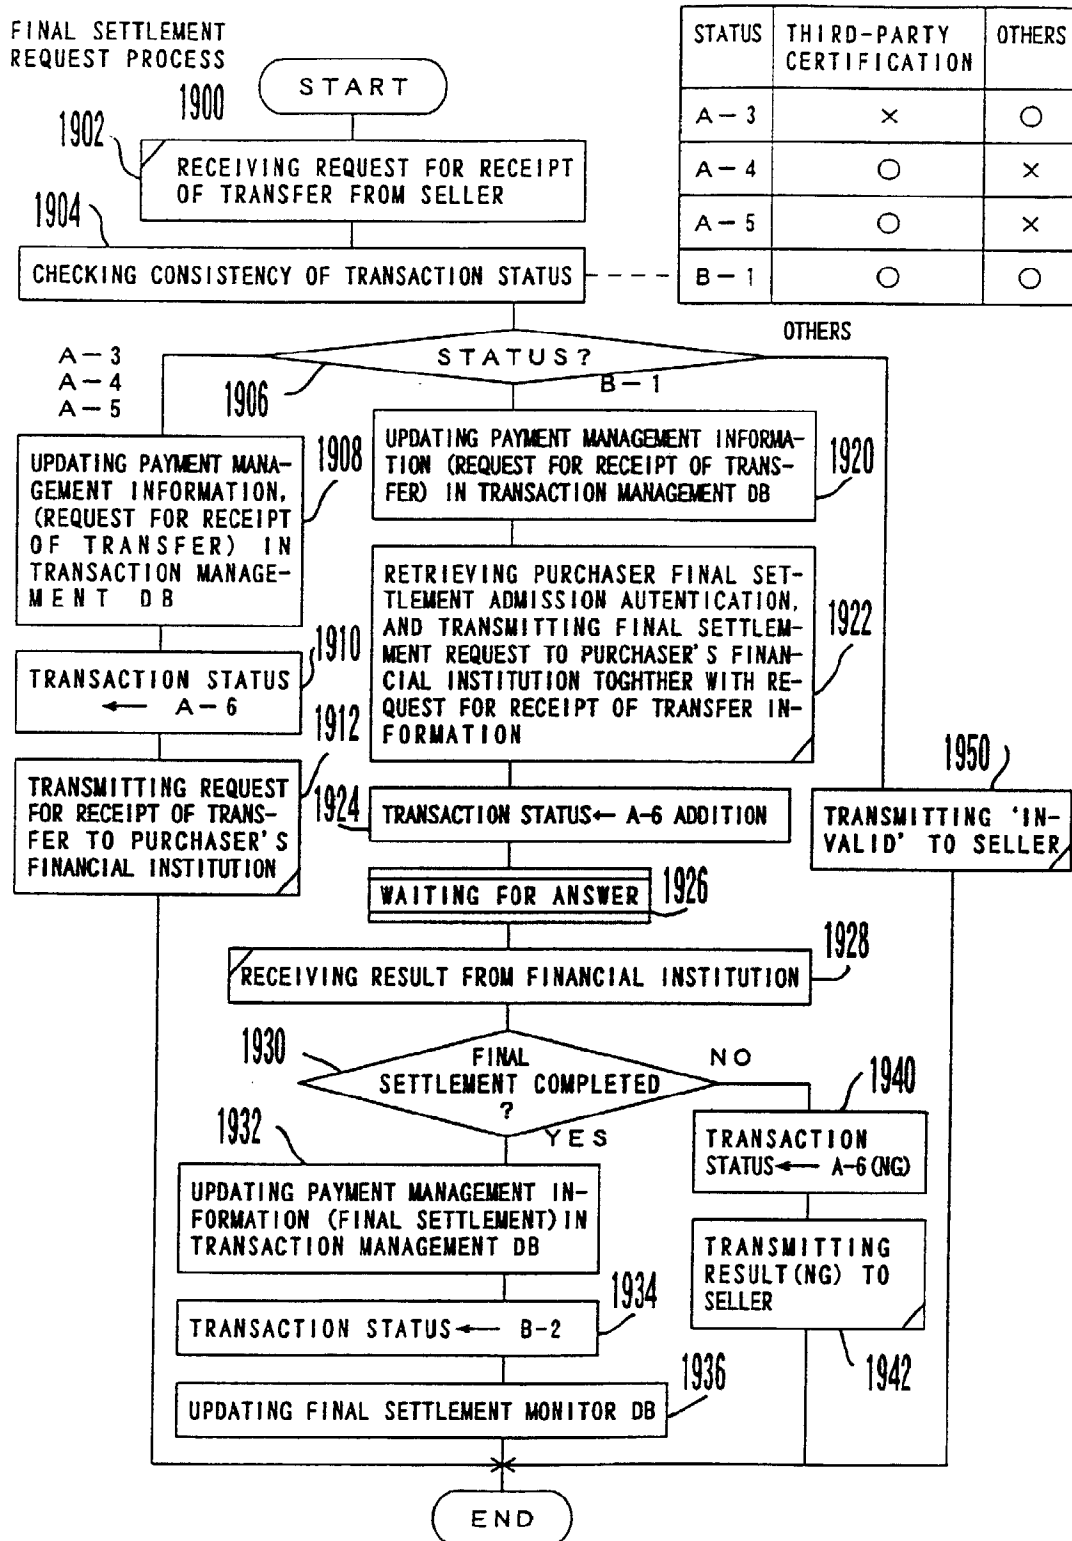 FINAL SETTLEMENT
REQUEST PROCESS
1900
START
STATUS THIRD-PARTY CERTIFICATION OTHERS
A-3 × ○
A-4 ○ ×
A-5 ○ ×
B-1 ○ ○
1902
RECEIVING REQUEST FOR RECEIPT
OF TRANSFER FROM SELLER
1904
CHECKING CONSISTENCY OF TRANSACTION STATUS
STATUS?
1906
OTHERS
A-3
A-4
A-5
B-1
UPDATING PAYMENT MANA-
GEMENT INFORMATION,
(REQUEST FOR RECEIPT
OF TRANSFER) IN
TRANSACTION MANAGE-
MENT DB
1908
TRANSACTION STATUS
← A-6
1910
TRANSMITTING REQUEST
FOR RECEIPT OF TRANS-
FER TO PURCHASER'S
FINANCIAL INSTITUTION
1912
UPDATING PAYMENT MANAGEMENT INFORMA-
TION (REQUEST FOR RECEIPT OF TRANS-
FER) IN TRANSACTION MANAGEMENT DB
1920
RETRIEVING PURCHASER FINAL SET-
TLEMENT ADMISSION AUTENTICATION,
AND TRANSMITTING FINAL SETTLEM-
MENT REQUEST TO PURCHASER'S FINAN-
CIAL INSTITUTION TOGHTHER WITH RE-
QUEST FOR RECEIPT OF TRANSFER IN-
FORMATION
1922
1924
TRANSACTION STATUS← A-6 ADDITION
WAITING FOR ANSWER
1926
1950
TRANSMITTING 'IN-
VALID' TO SELLER
RECEIVING RESULT FROM FINANCIAL INSTITUTION
1928
1930
FINAL
SETTLEMENT COMPLETED
?
NO
YES
1932
UPDATING PAYMENT MANAGEMENT IN-
FORMATION (FINAL SETTLEMENT) IN
TRANSACTION MANAGEMENT DB
TRANSACTION STATUS← B-2
1934
UPDATING FINAL SETTLEMENT MONITOR DB
1936
1940
TRANSACTION
STATUS← A-6(NG)
TRANSMITTING
RESULT(NG) TO
SELLER
1942
END